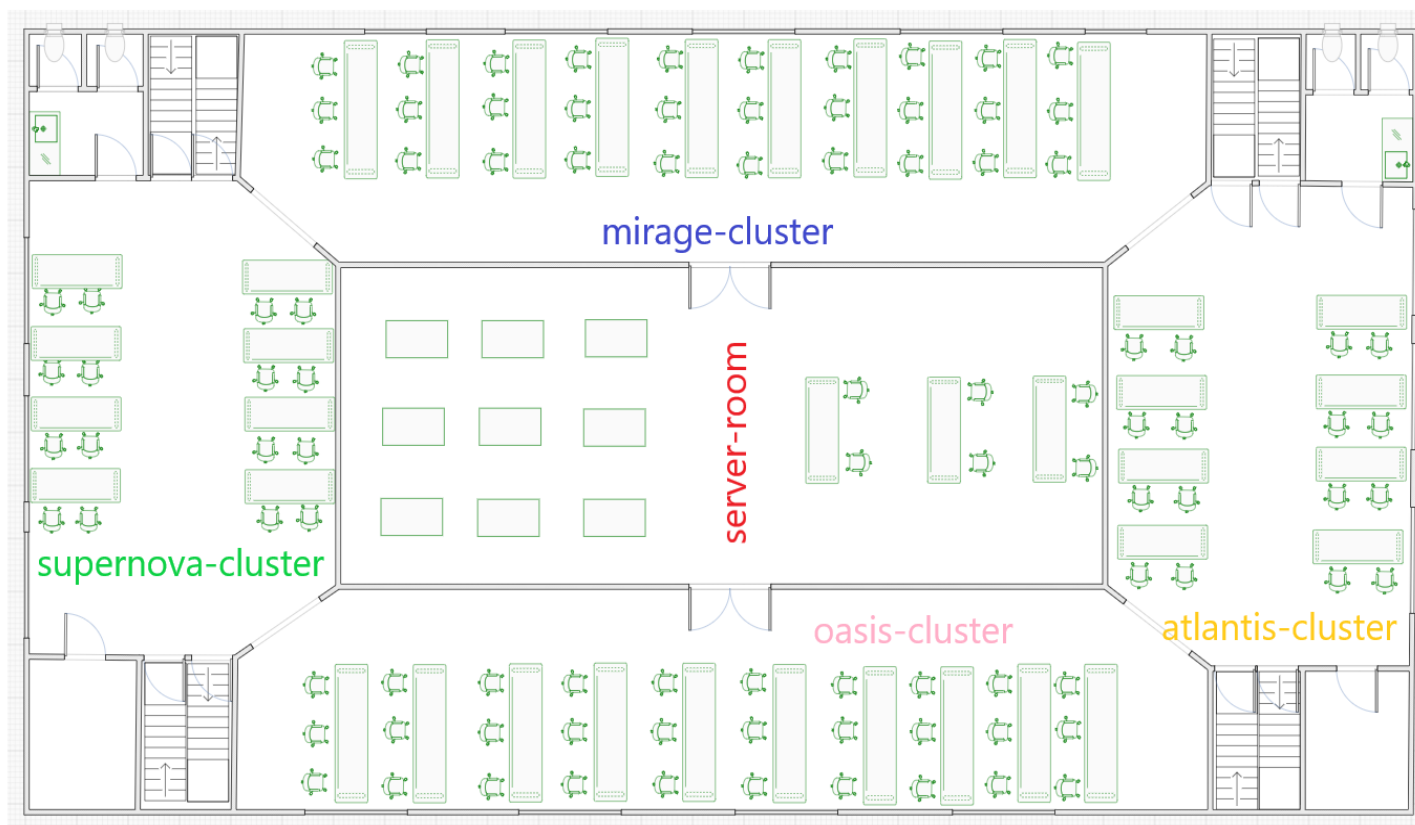 mirage-cluster
server-room
supernova-cluster
oasis-cluster
atlantis-cluster